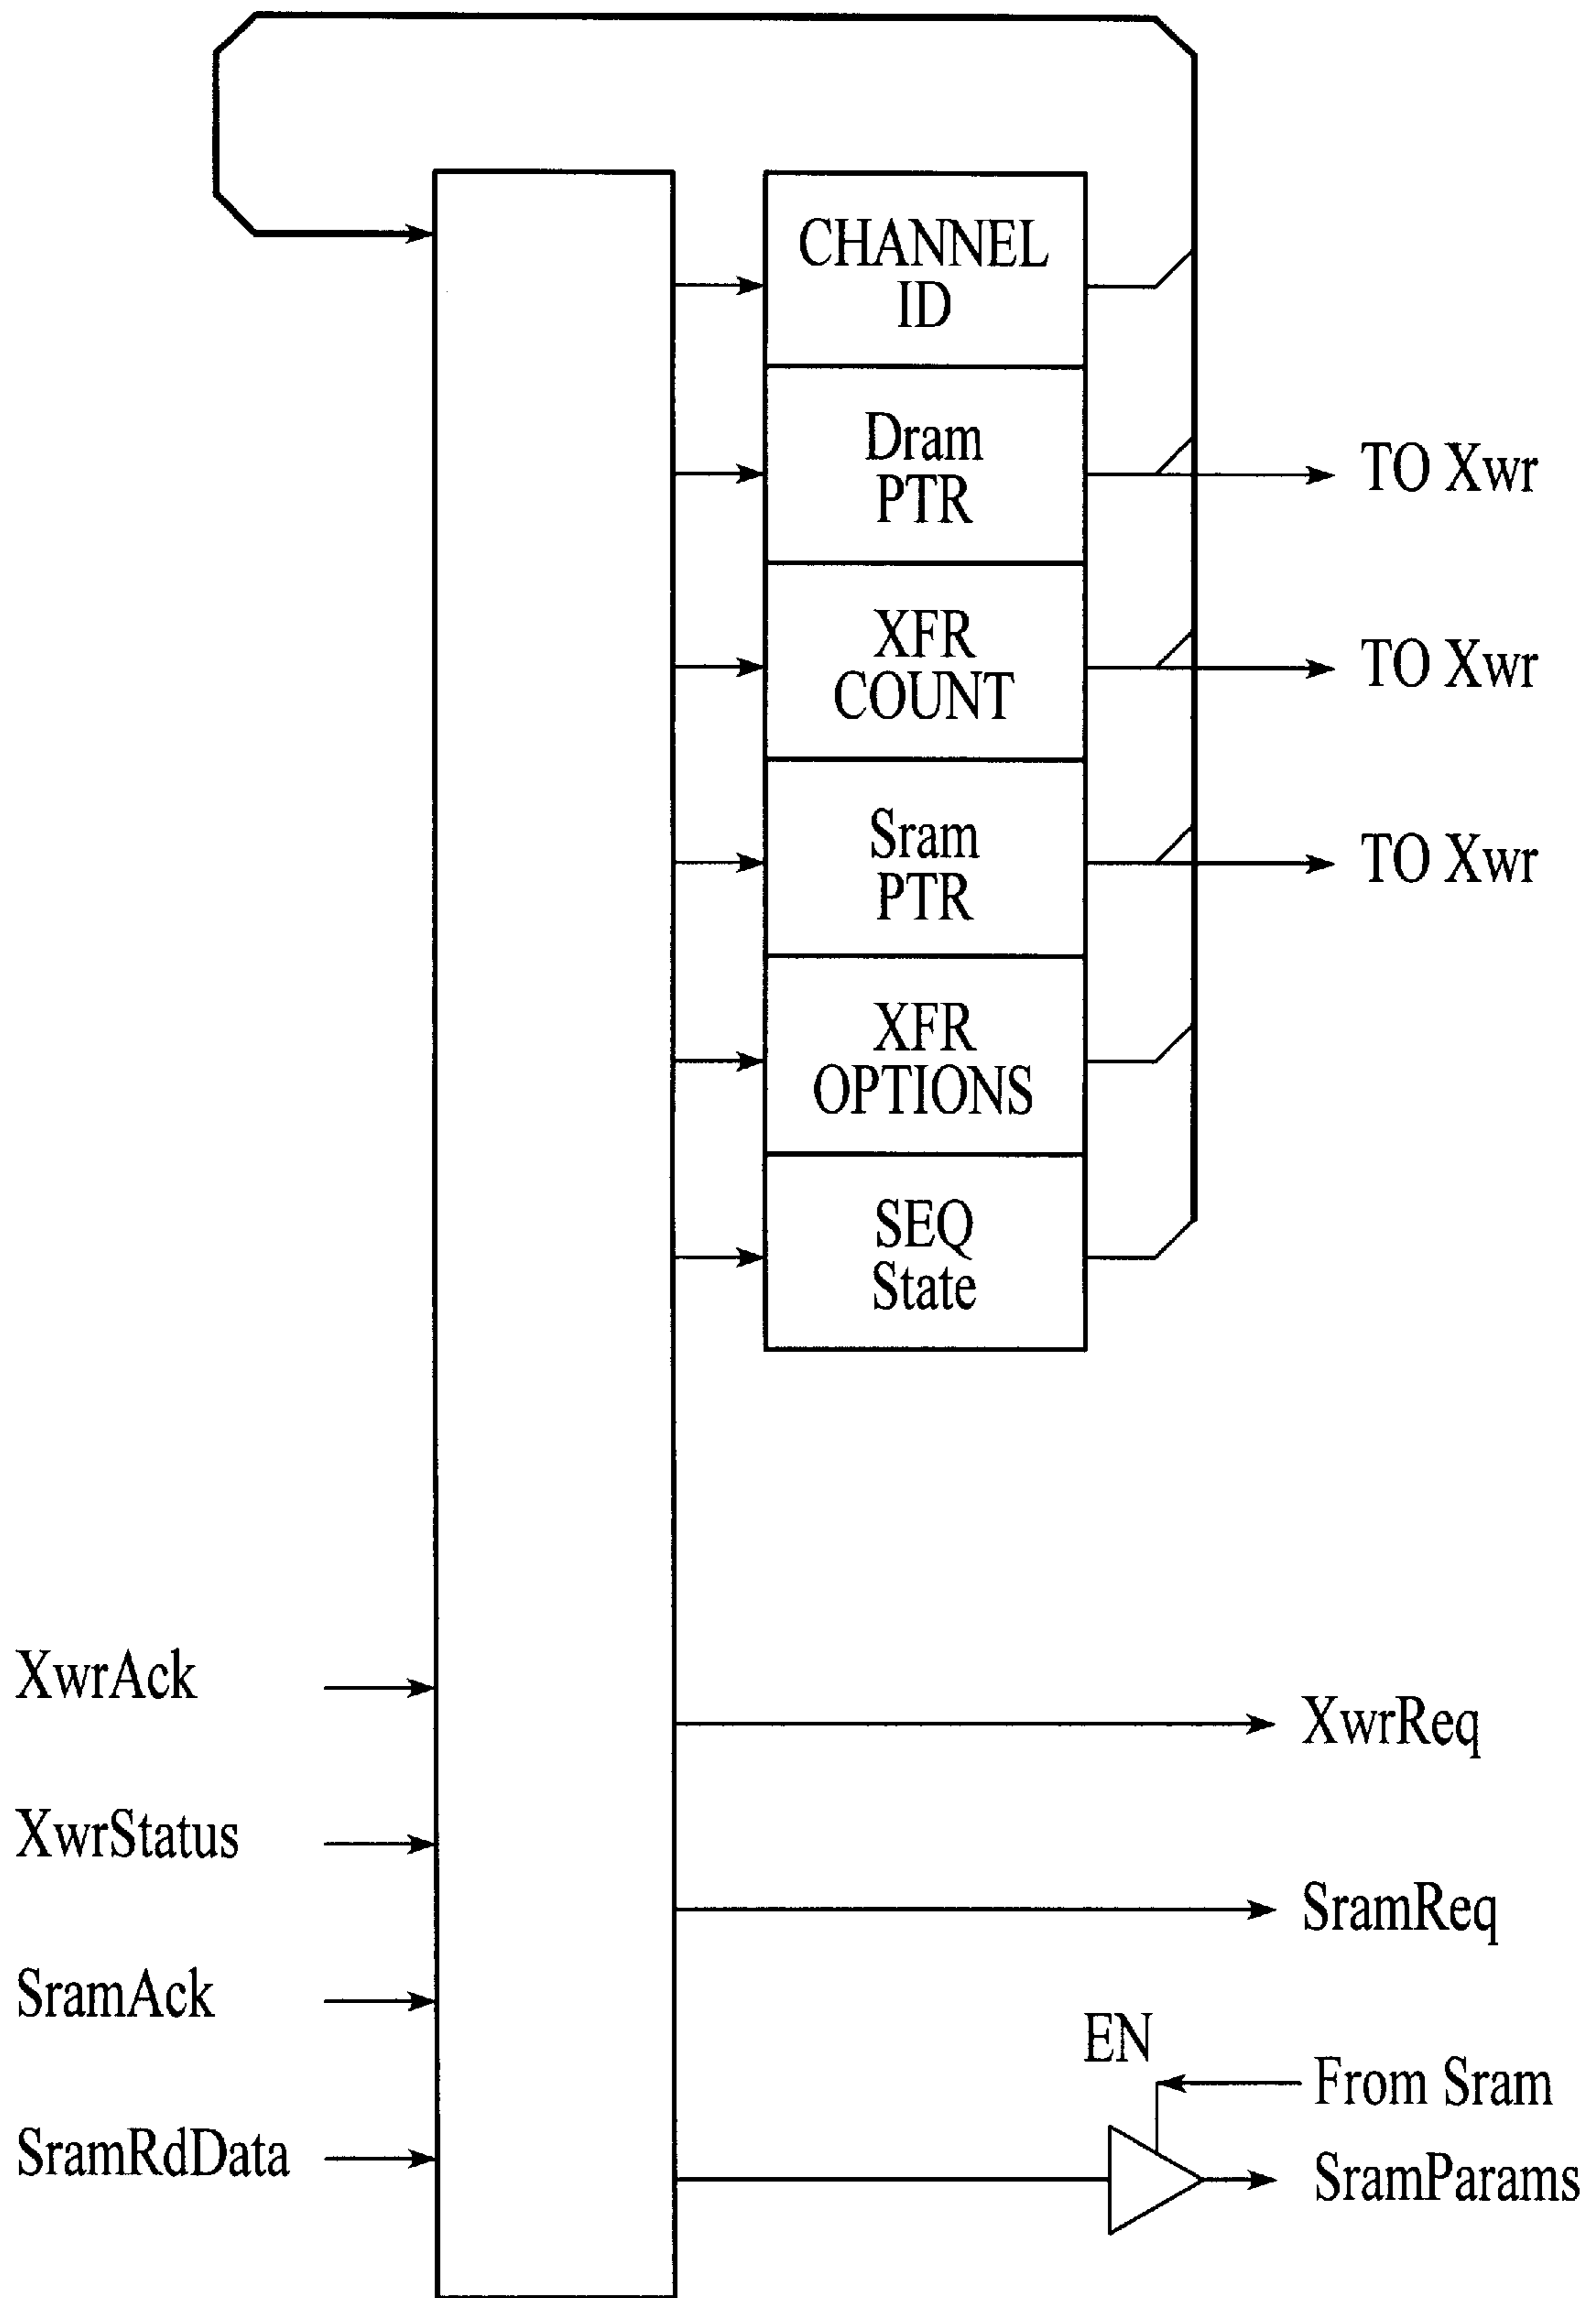 CHANNEL
ID
Dram
PTR
TO Xwr
XFR
COUNT
TO Xwr
Sram
PTR
TO Xwr
XFR
OPTIONS
SEQ
State
XwrAck
XwrReq
XwrStatus
SramReq
SramAck
EN
From Sram
SramRdData
SramParams